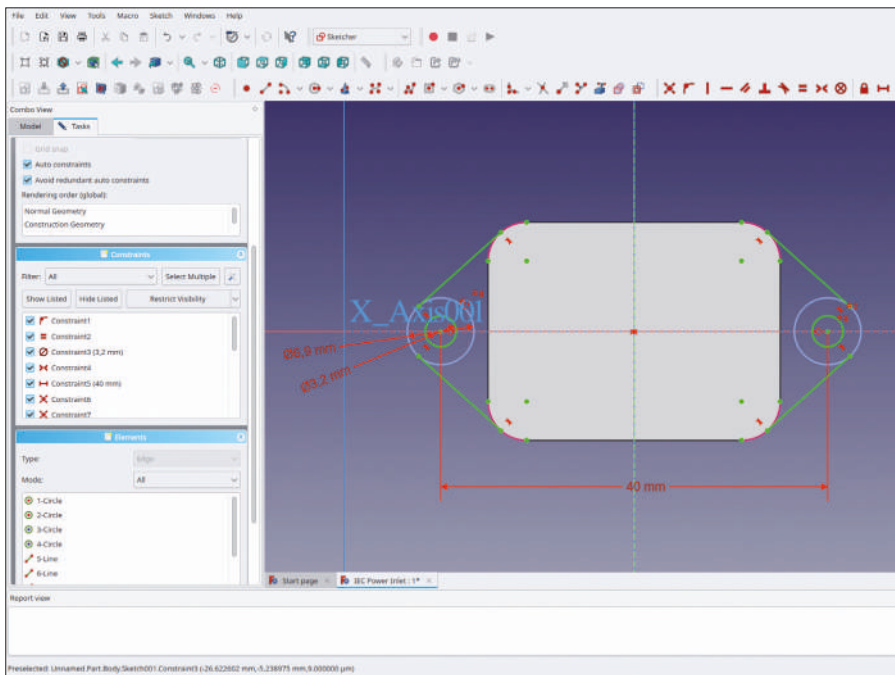 File Edit View Tools Macro Sketch Windows Help
Sketcher
Combo View
Model Tasks
Grid snap
Auto constraints
Avoid redundant auto constraints
Rendering order (global):
Normal Geometry
Construction Geometry
Constraints
Filter: All Select Multiple
Show Listed Hide Listed Restrict Visibility
Constraint1
Constraint2
Constraint3 (3,2 mm)
Constraint4
Constraint5 (40 mm)
Constraint6
Constraint7
Elements
Type: Edge
Mode: All
1-Circle
2-Circle
3-Circle
4-Circle
5-Line
6-Line
X_Axis001
Ø6,9 mm
Ø3,2 mm
40 mm
Start page IEC Power Inlet : 1*
Report view
Preselected: Unnamed.Part.Body.Sketch001.Constraint3 (-26.622602 mm,-5.238975 mm,9.000000 μm)